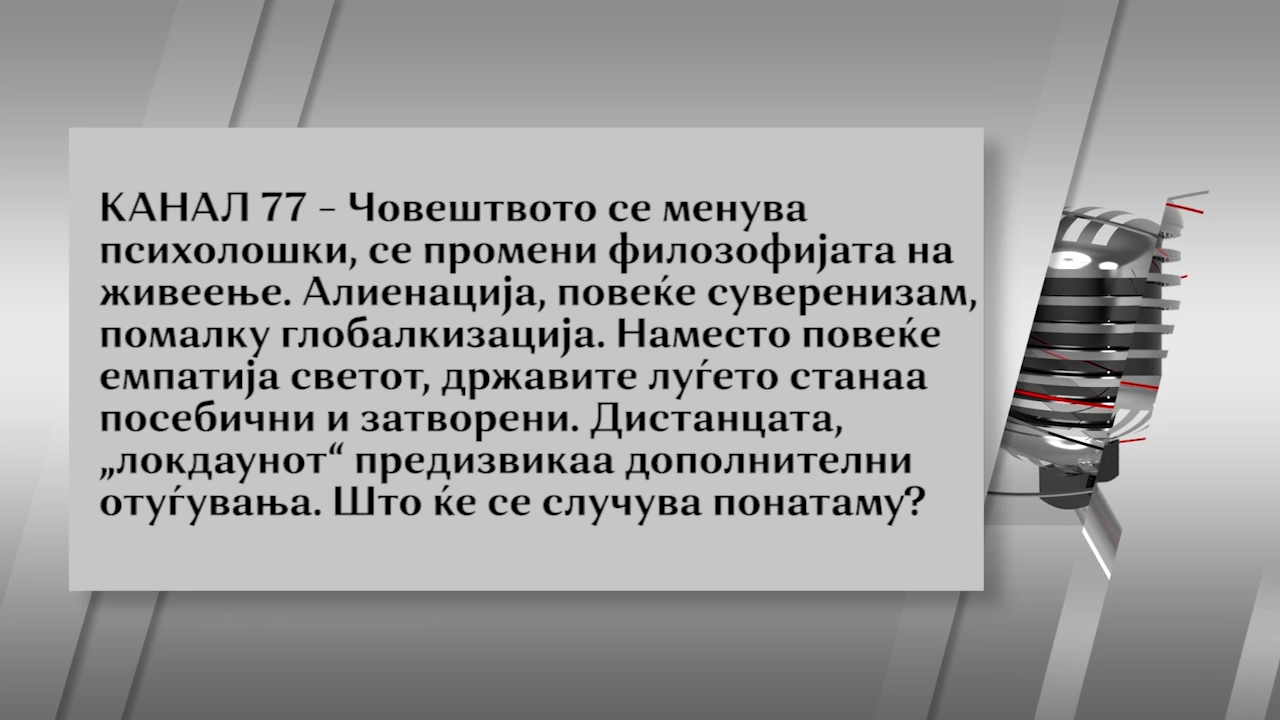 КАНАЛ 77 – Човештвото се менува
психолошки, се промени филозофијата на
живеење. Алиенација, повеќе суверенизам,
помалку глобалкизација. Наместо повеќе
емпатија светот, државите луѓето станаа
посебични и затворени. Дистанцата,
„локдаунот“ предизвикаа дополнителни
отуѓувања. Што ќе се случува понатаму?